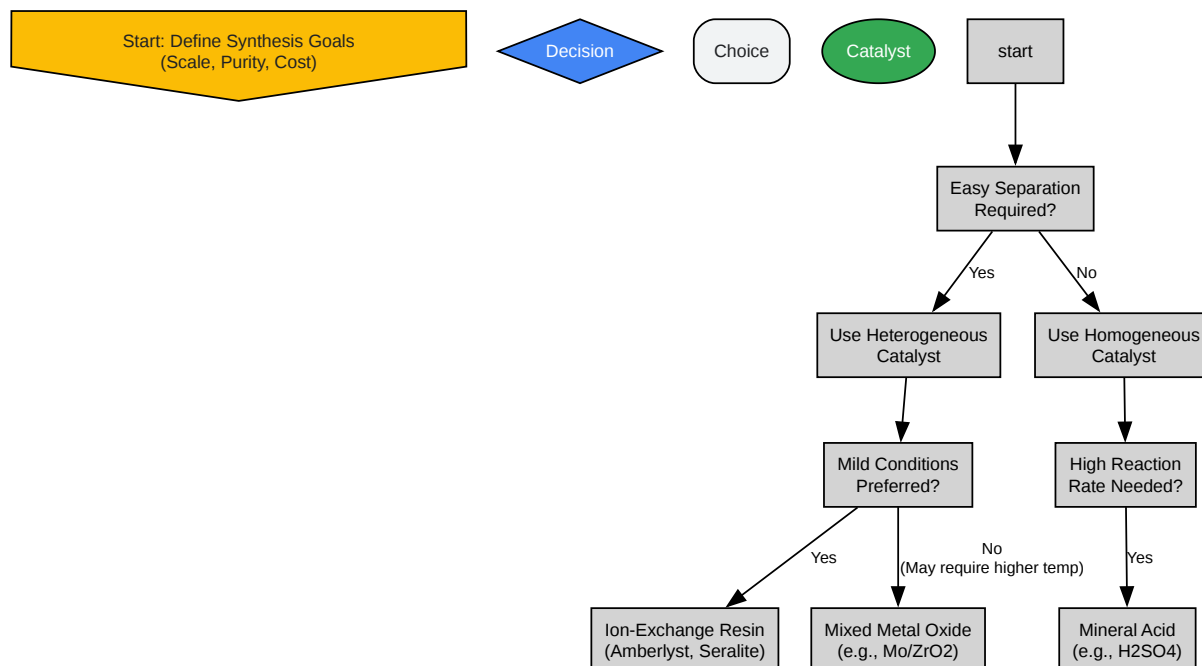 Start: Define Synthesis Goals
(Scale, Purity, Cost)
Decision
Choice
Catalyst
start
Easy Separation
Required?
Yes
No
Use Heterogeneous
Catalyst
Use Homogeneous
Catalyst
Mild Conditions
Preferred?
High Reaction
Rate Needed?
Yes
No
(May require higher temp)
Yes
Ion-Exchange Resin
(Amberlyst, Seralite)
Mixed Metal Oxide
(e.g., Mo/ZrO2)
Mineral Acid
(e.g., H2SO4)